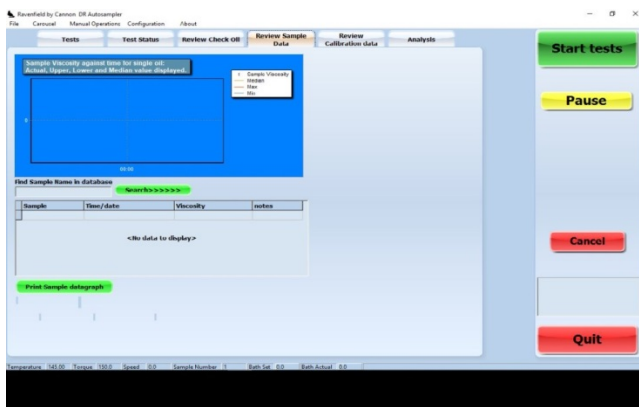 Ravenfield by Cannon DR Autosampler
File Carousel Manual Operations Configuration About
Tests Test Status Review Check Oil Review Sample Data Review Calibration data Analysis
Sample Viscosity against time for single oil:
Actual, Upper, Lower and Median value displayed.
Sample Viscosity
Median
Max
Min
0
00:00
Find Sample Name in database
Search>>>>>>
Sample Time/date Viscosity notes
<No data to display>
Print Sample datagraph
Start tests
Pause
Cancel
Quit
Temperature 143.00 Torque 150.0 Speed 0.0 Sample Number 1 Bath Set 0.0 Bath Actual 0.0